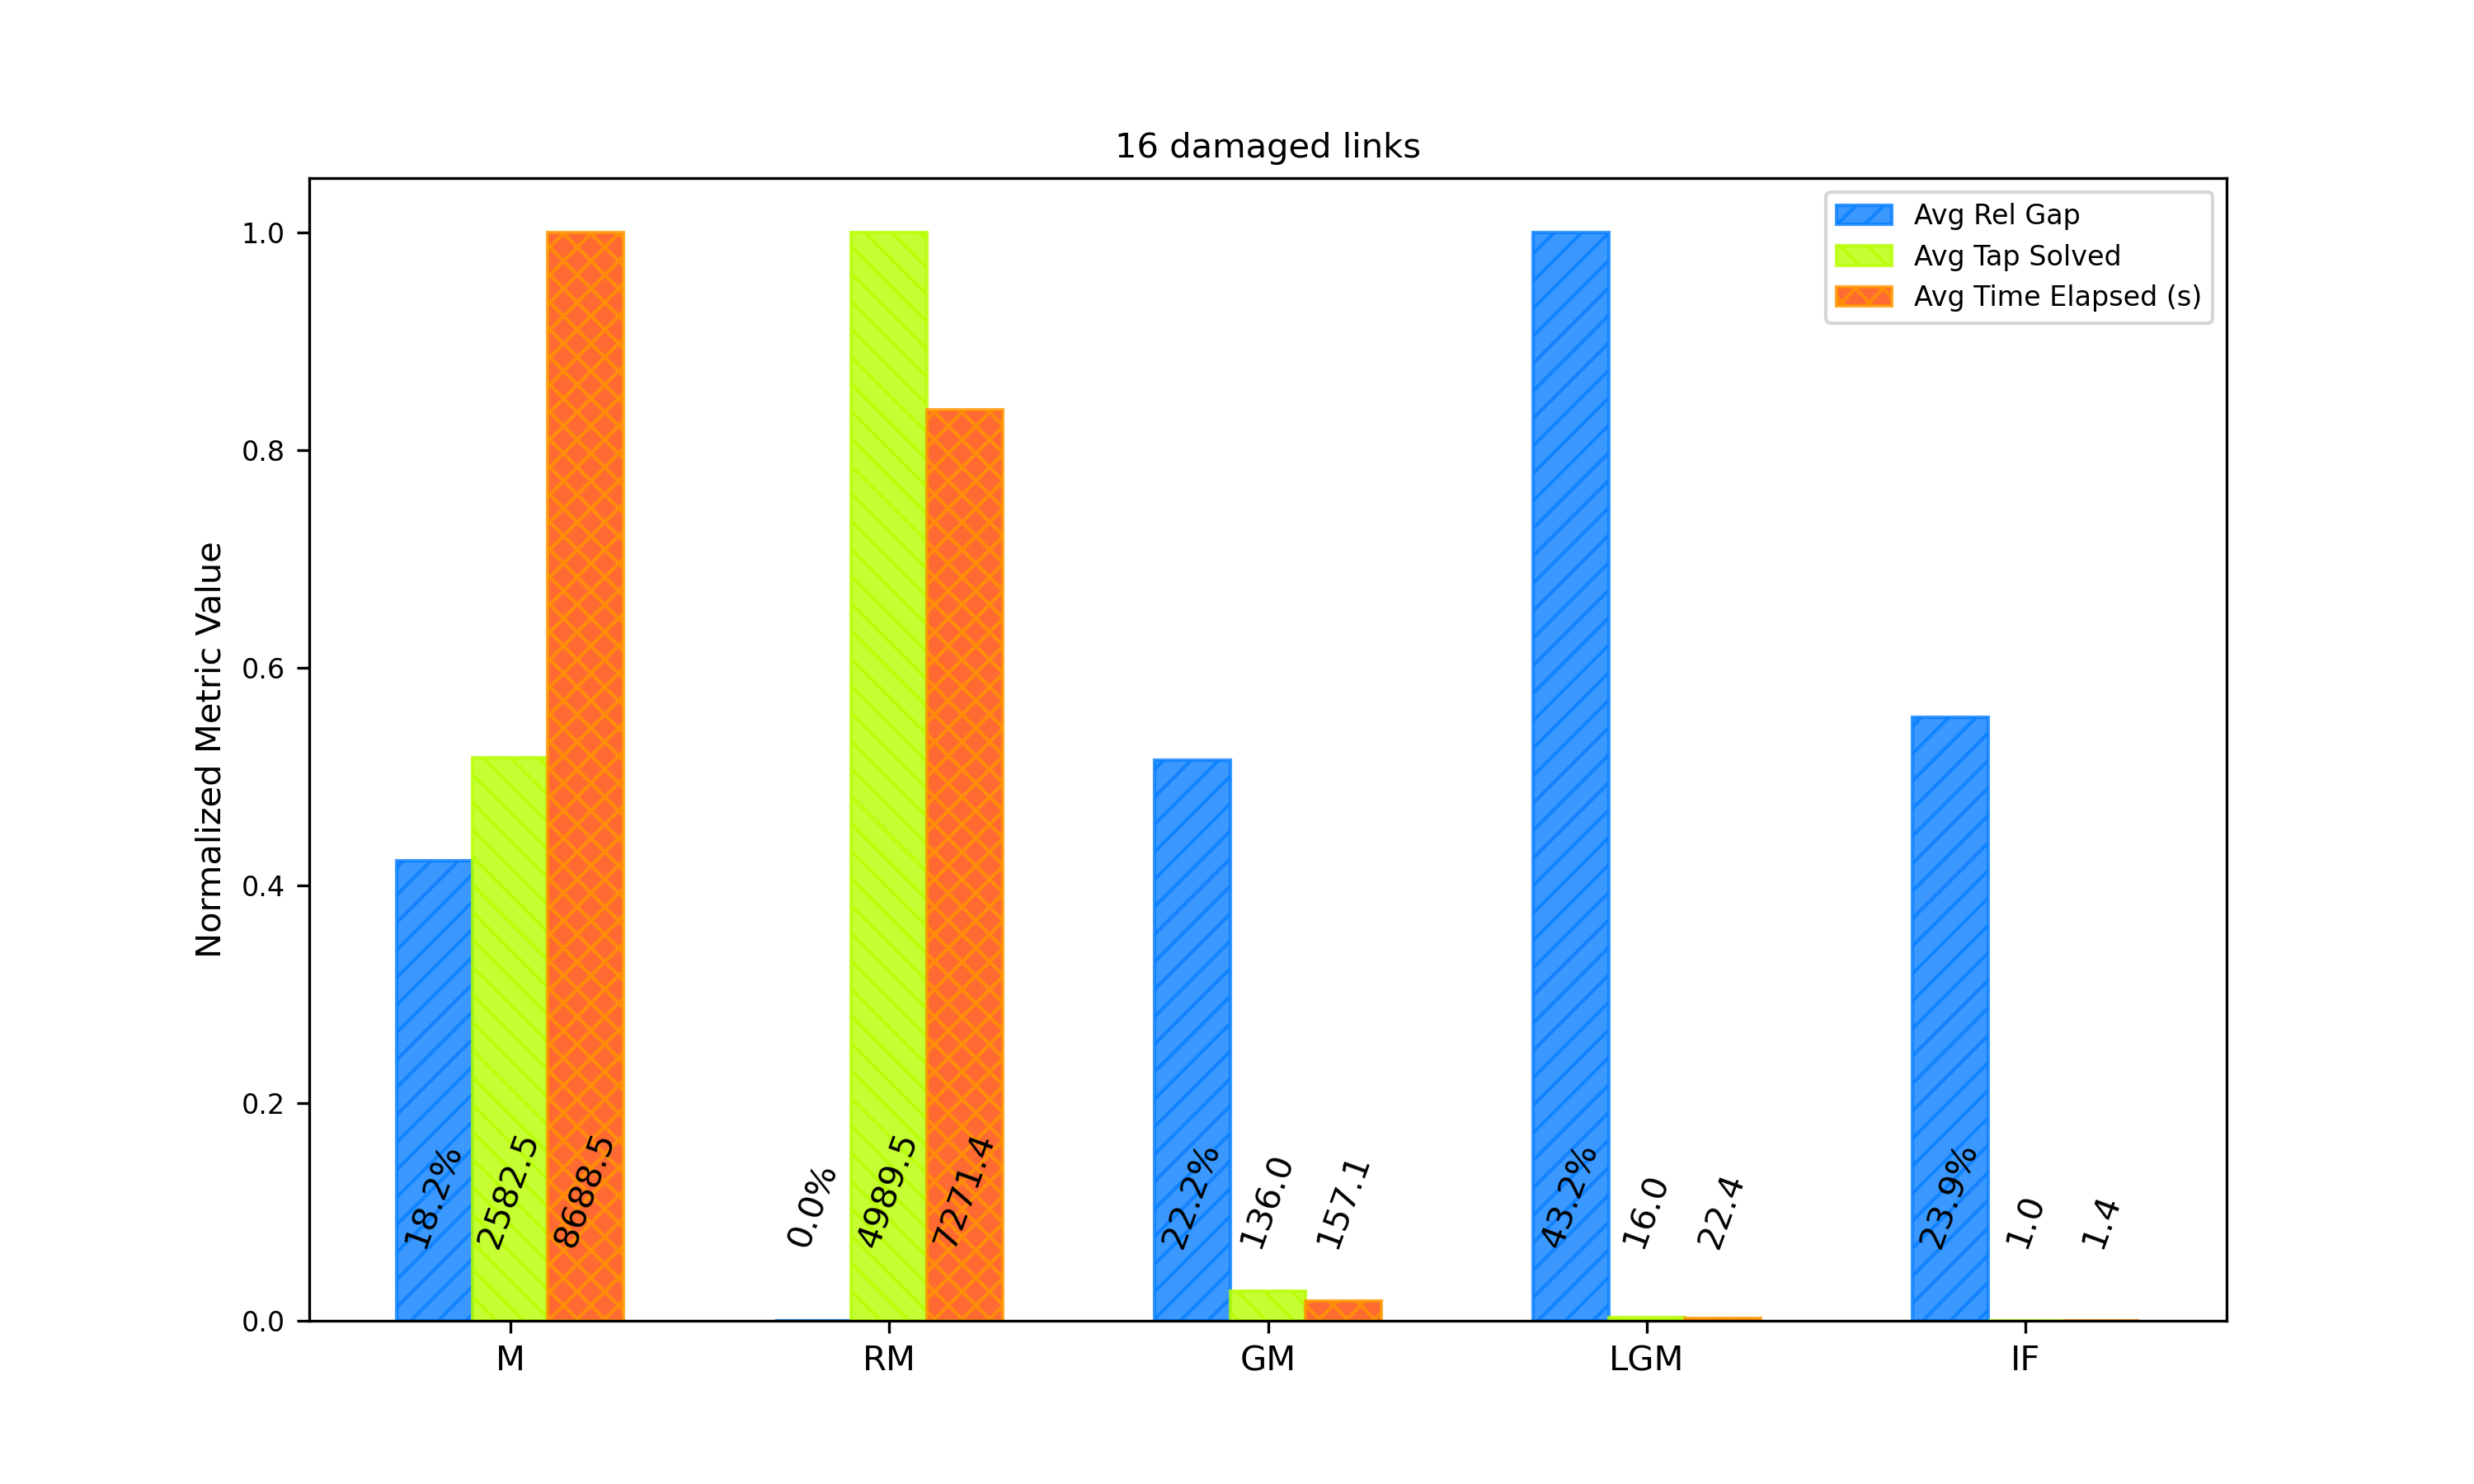 16 damaged links
Normalized Metric Value
1.0
0.8
0.6
0.4
0.2
0.0
Avg Rel Gap
Avg Tap Solved
Avg Time Elapsed (s)
18.2%
2582.5
8688.5
0.0%
4989.5
7271.4
22.2%
136.0
157.1
43.2%
16.0
22.4
23.9%
1.0
1.4
M
RM
GM
LGM
IF